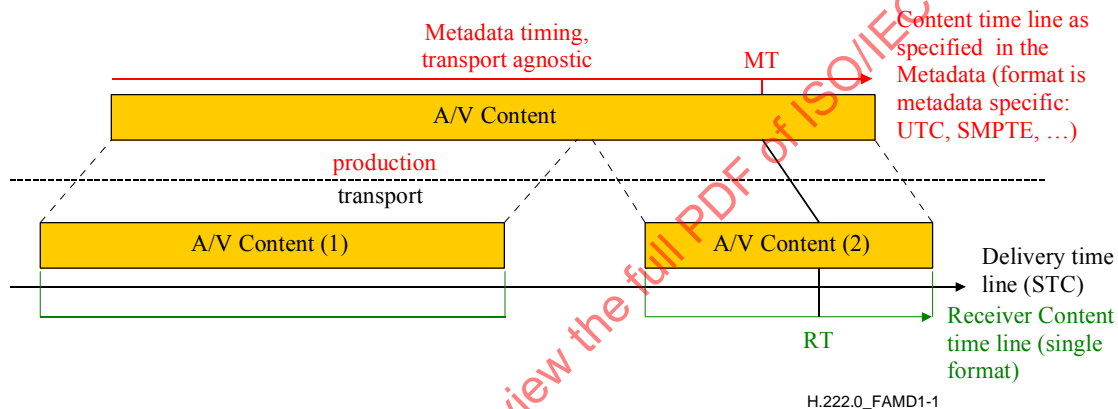 Metadata timing,
transport agnostic
MT
Content time line as
specified in the
Metadata (format is
metadata specific:
UTC, SMPTE, …)
A/V Content
production
transport
A/V Content (1)
A/V Content (2)
Delivery time
line (STC)
RT
Receiver Content
time line (single
format)
H.222.0_FAMD1-1
view the full PDF of ISO/IEC